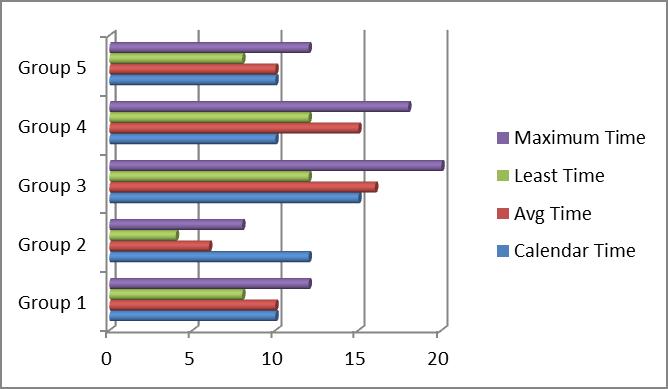 Group 5
Group 4
Group 3
Group 2
Group 1
0 5 10 15 20
Maximum Time
Least Time
Avg Time
Calendar Time